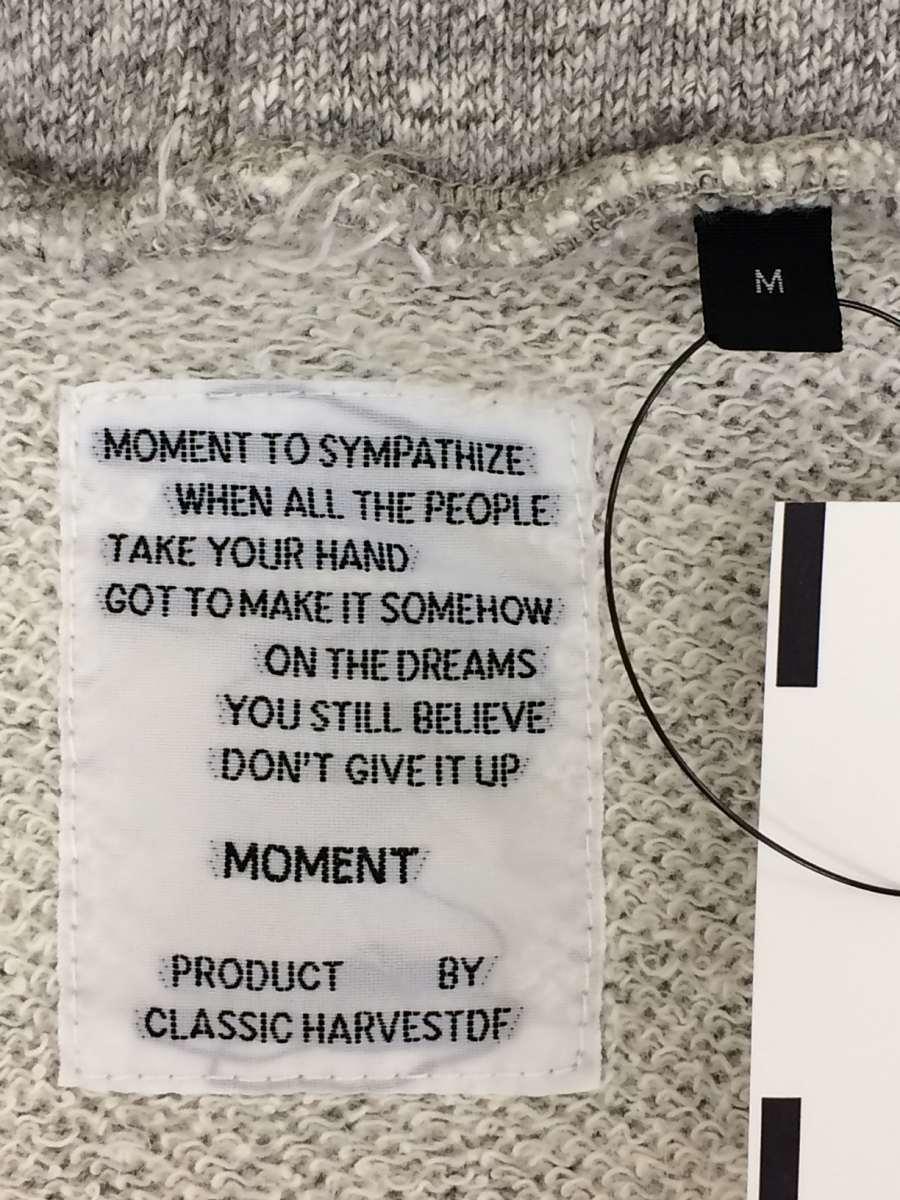 M
MOMENT TO SYMPATHIZE
WHEN ALL THE PEOPLE
TAKE YOUR HAND
GOT TO MAKE IT SOMEHOW
ON THE DREAMS
YOU STILL BELIEVE
DON'T GIVE IT UP
MOMENT
PRODUCT BY
CLASSIC HARVESTDF